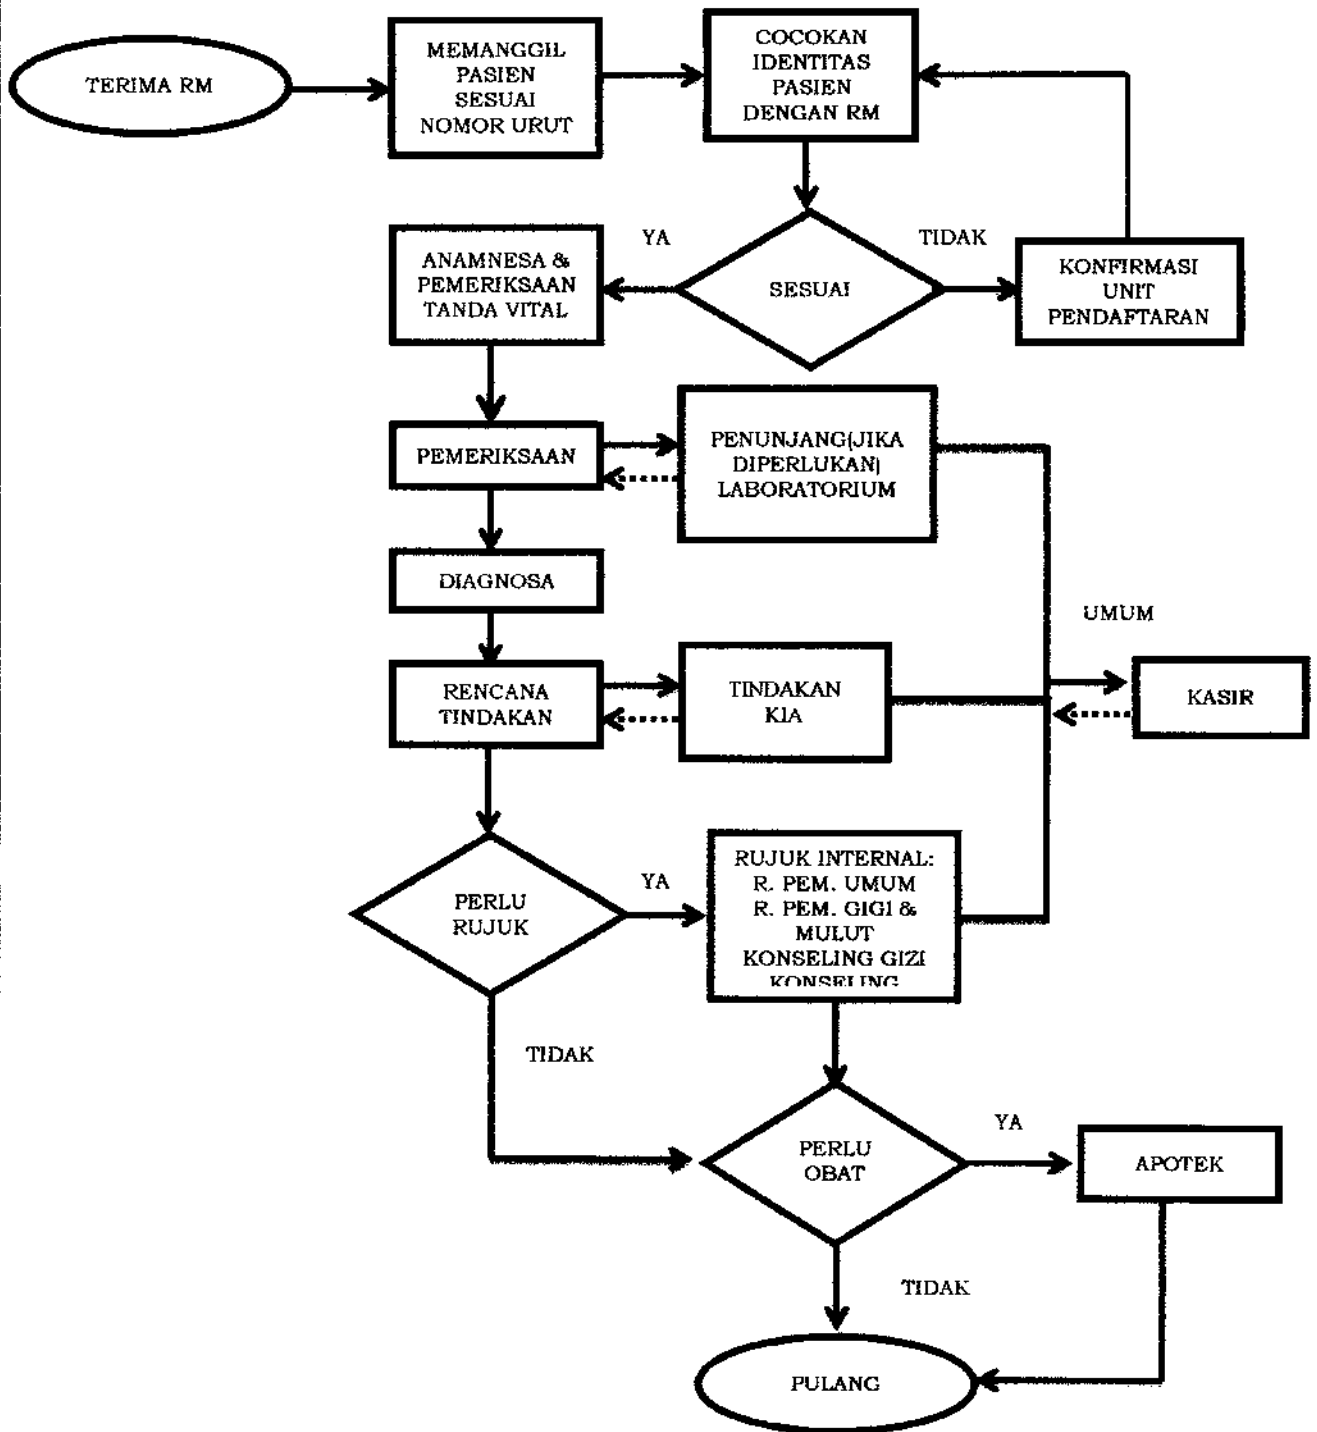 TERIMA RM
MEMANGGIL
PASIEN
SESUAI
NOMOR URUT
COCOKAN
IDENTITAS
PASIEN
DENGAN RM
ANAMNESA &
PEMERIKSAAN
TANDA VITAL
YA
SESUAI
TIDAK
KONFIRMASI
UNIT
PENDAFTARAN
PEMERIKSAAN
PENUNJANG(JIKA
DIPERLUKAN)
LABORATORIUM
DIAGNOSA
UMUM
RENCANA
TINDAKAN
TINDAKAN
KIA
KASIR
PERLU
RUJUK
YA
RUJUK INTERNAL:
R. PEM. UMUM
R. PEM. GIGI &
MULUT
KONSELING GIZI
KONSELING
TIDAK
PERLU
OBAT
YA
APOTEK
TIDAK
PULANG